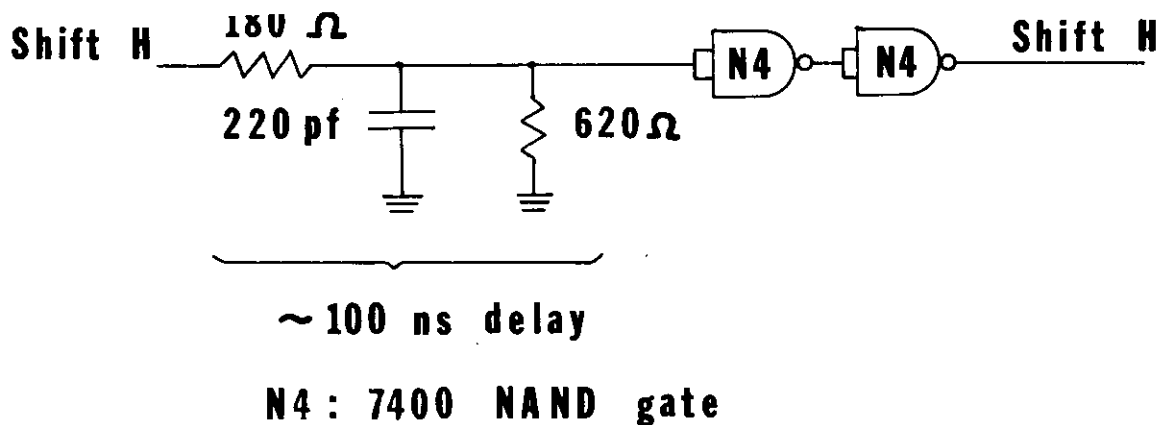 180 Ω
Shift H
N4
N4
Shift H
220 pf
620Ω
~ 100 ns delay
N4 : 7400 NAND gate